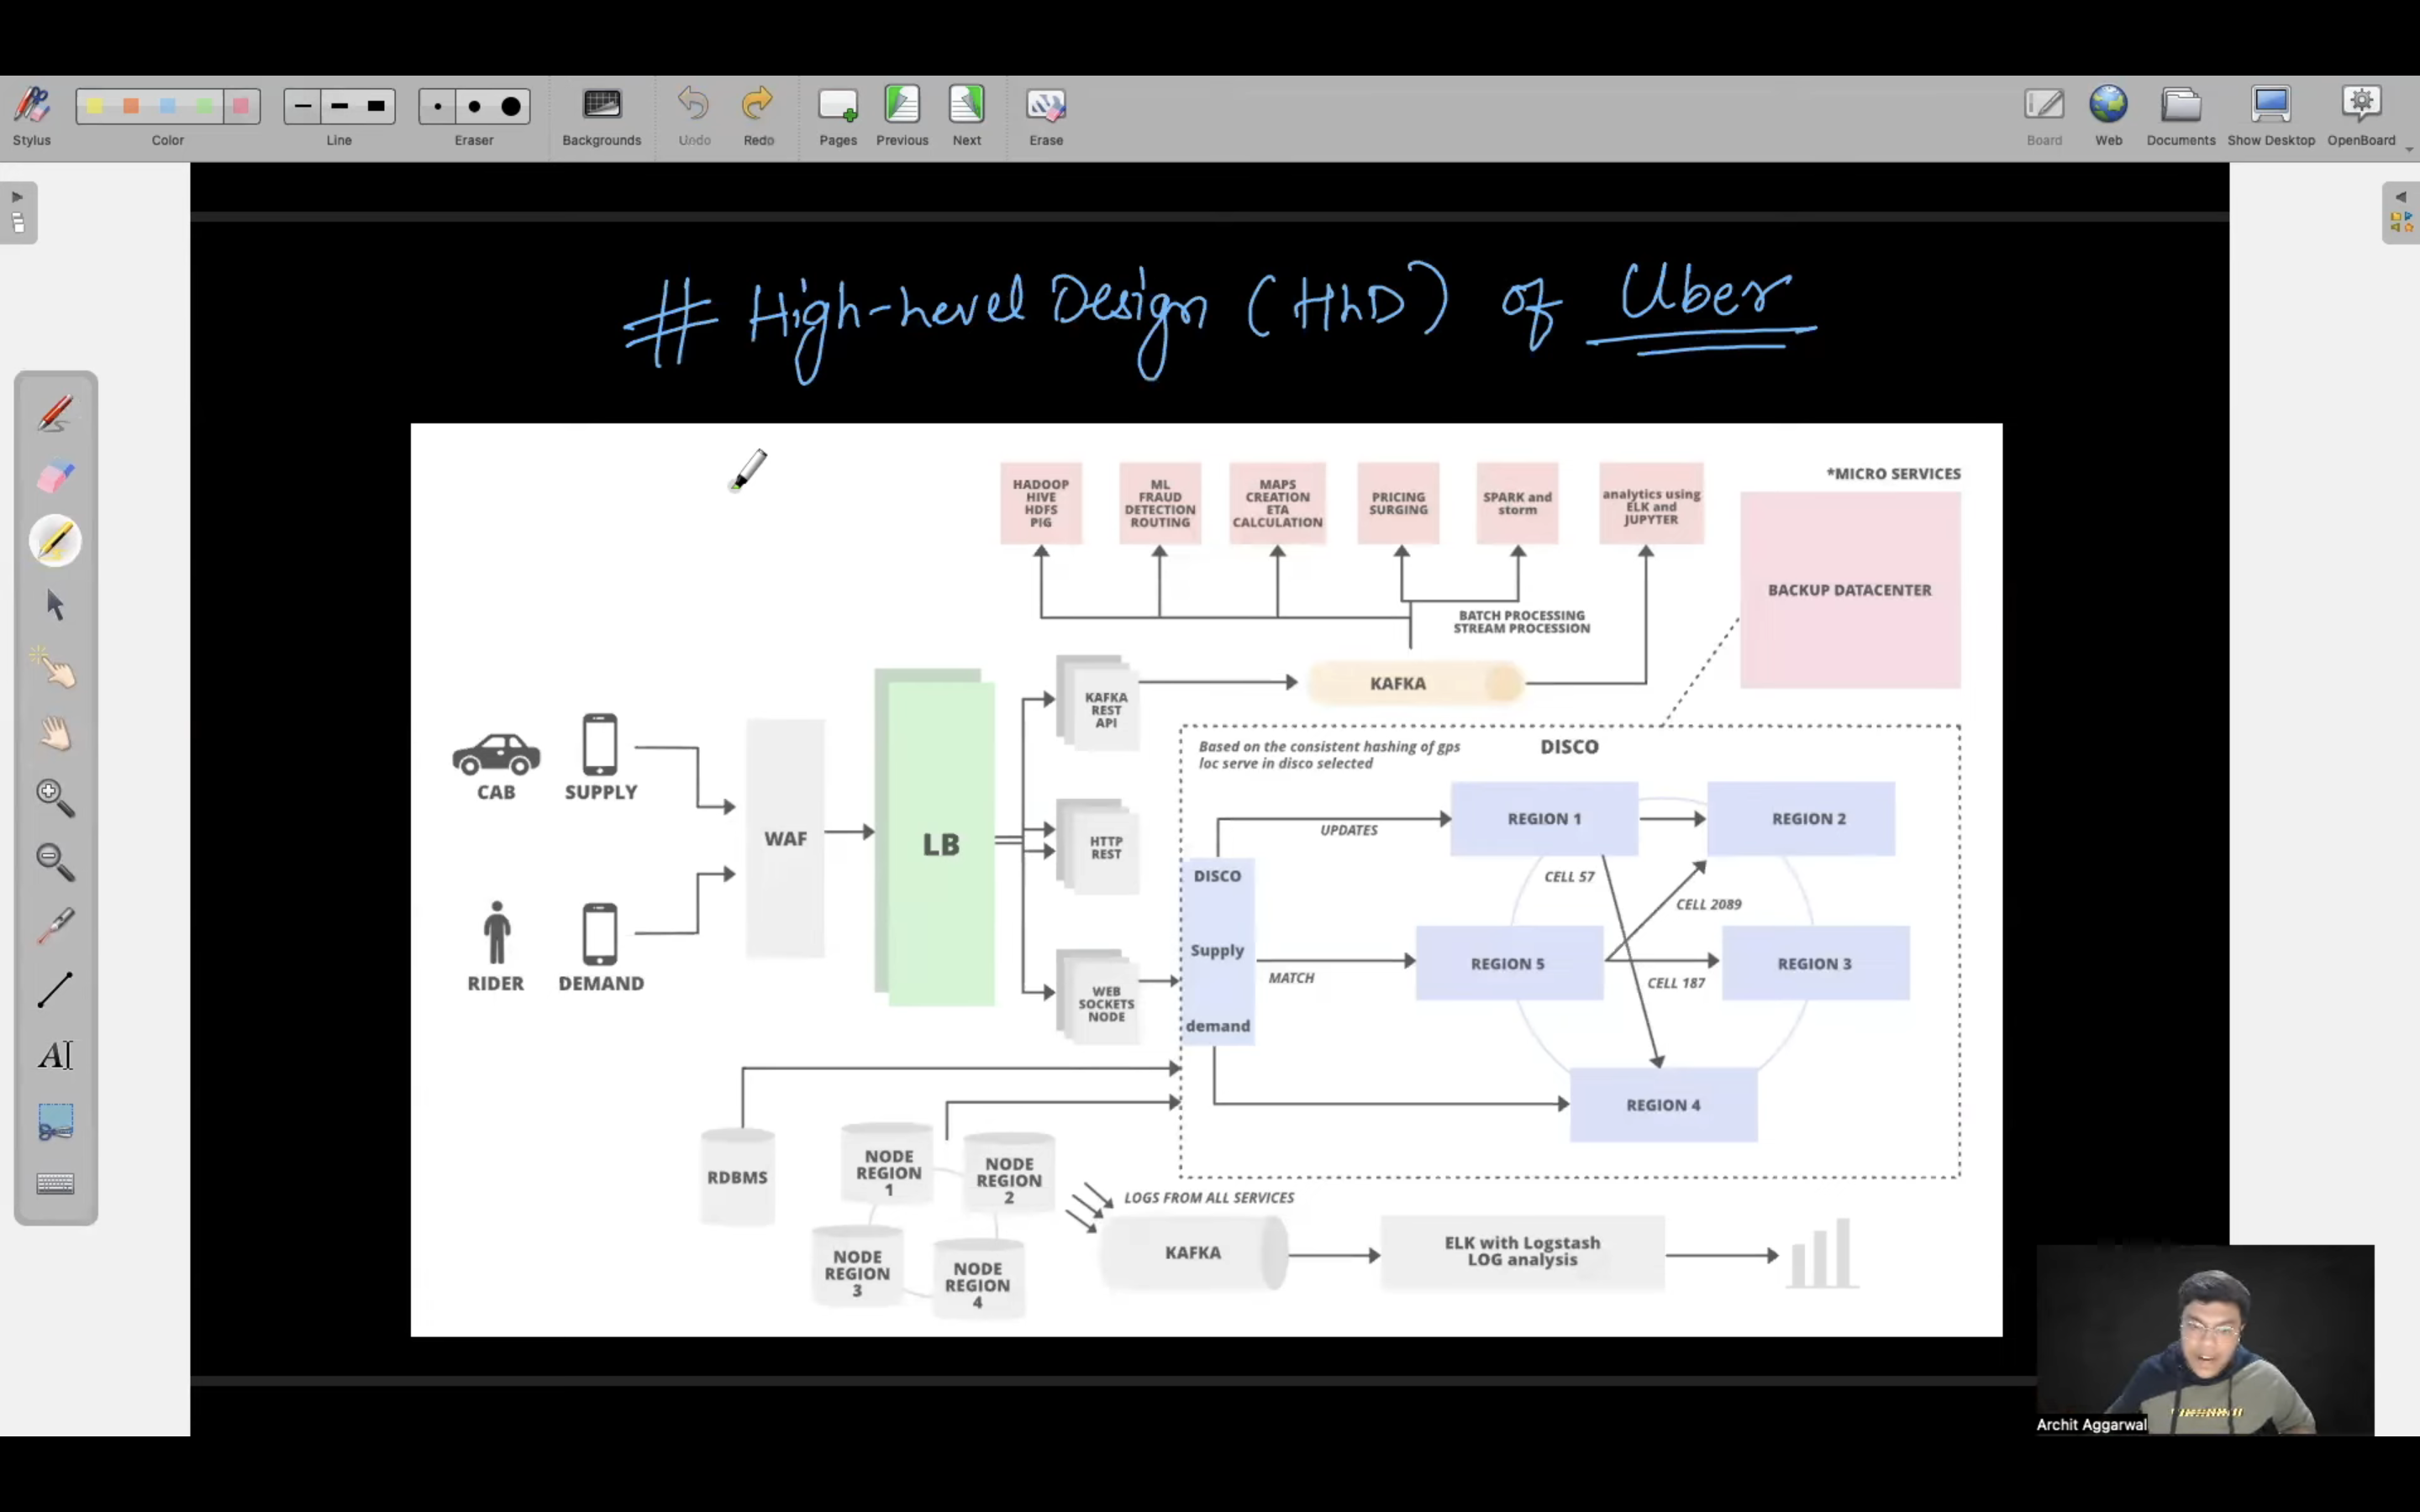 Stylus
Color
Line
Eraser
Backgrounds
Undo
Redo
Pages
Previous
Next
Erase
Board
Web
Documents
Show Desktop
OpenBoard
# High-Level Design (HLD) of Uber
HADOOP
HIVE
HDFS
PIG
ML
FRAUD
DETECTION
ROUTING
MAPS
CREATION
ETA
CALCULATION
PRICING
SURGING
SPARK and
storm
analytics using
ELK and
JUPYTER
*MICRO SERVICES
BACKUP DATACENTER
BATCH PROCESSING
STREAM PROCESSION
KAFKA
REST
API
KAFKA
CAB
SUPPLY
RIDER
DEMAND
WAF
LB
HTTP
REST
WEB
SOCKETS
NODE
Based on the consistent hashing of gps
loc serve in disco selected
DISCO
DISCO
Supply
demand
UPDATES
MATCH
REGION 1
REGION 2
CELL 57
CELL 2089
REGION 5
REGION 3
CELL 187
REGION 4
RDBMS
NODE
REGION
1
NODE
REGION
2
NODE
REGION
3
NODE
REGION
4
LOGS FROM ALL SERVICES
KAFKA
ELK with Logstash
LOG analysis
Archit Aggarwal